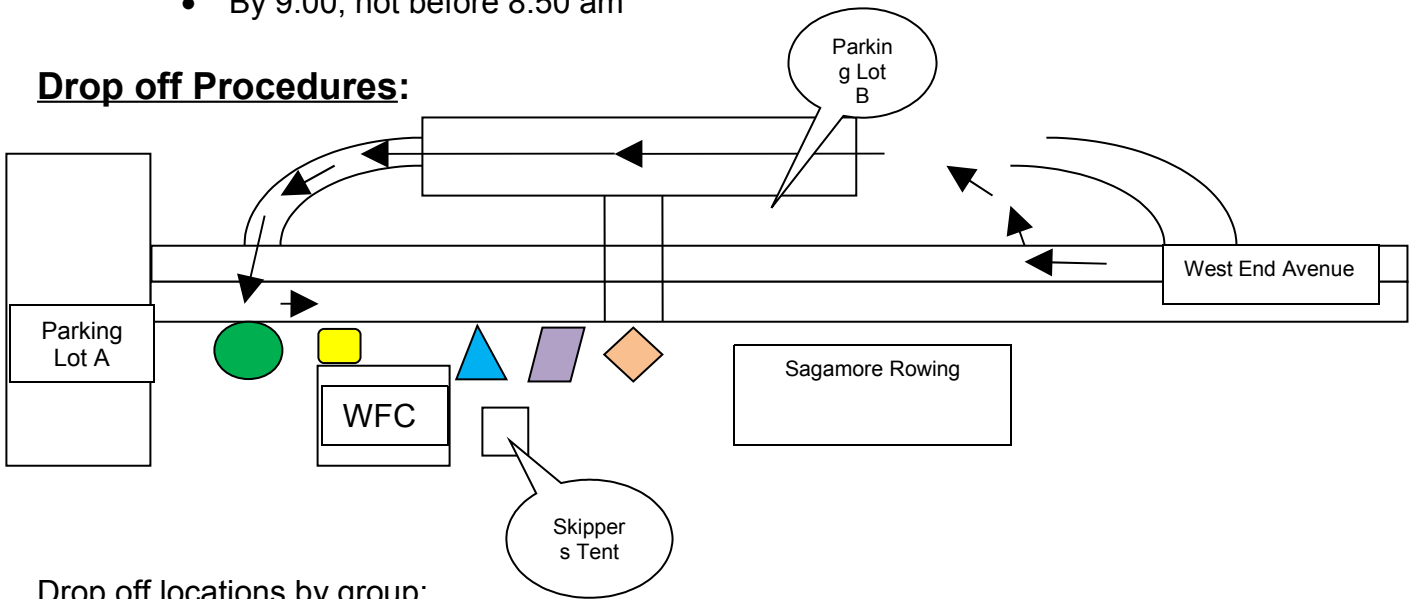 • By 9.00, not before 8.50 am
Drop off Procedures:
Parkin
g Lot
B
West End Avenue
Parking
Lot A
WFC
Sagamore Rowing
Skipper
s Tent
Drop off locations by group: